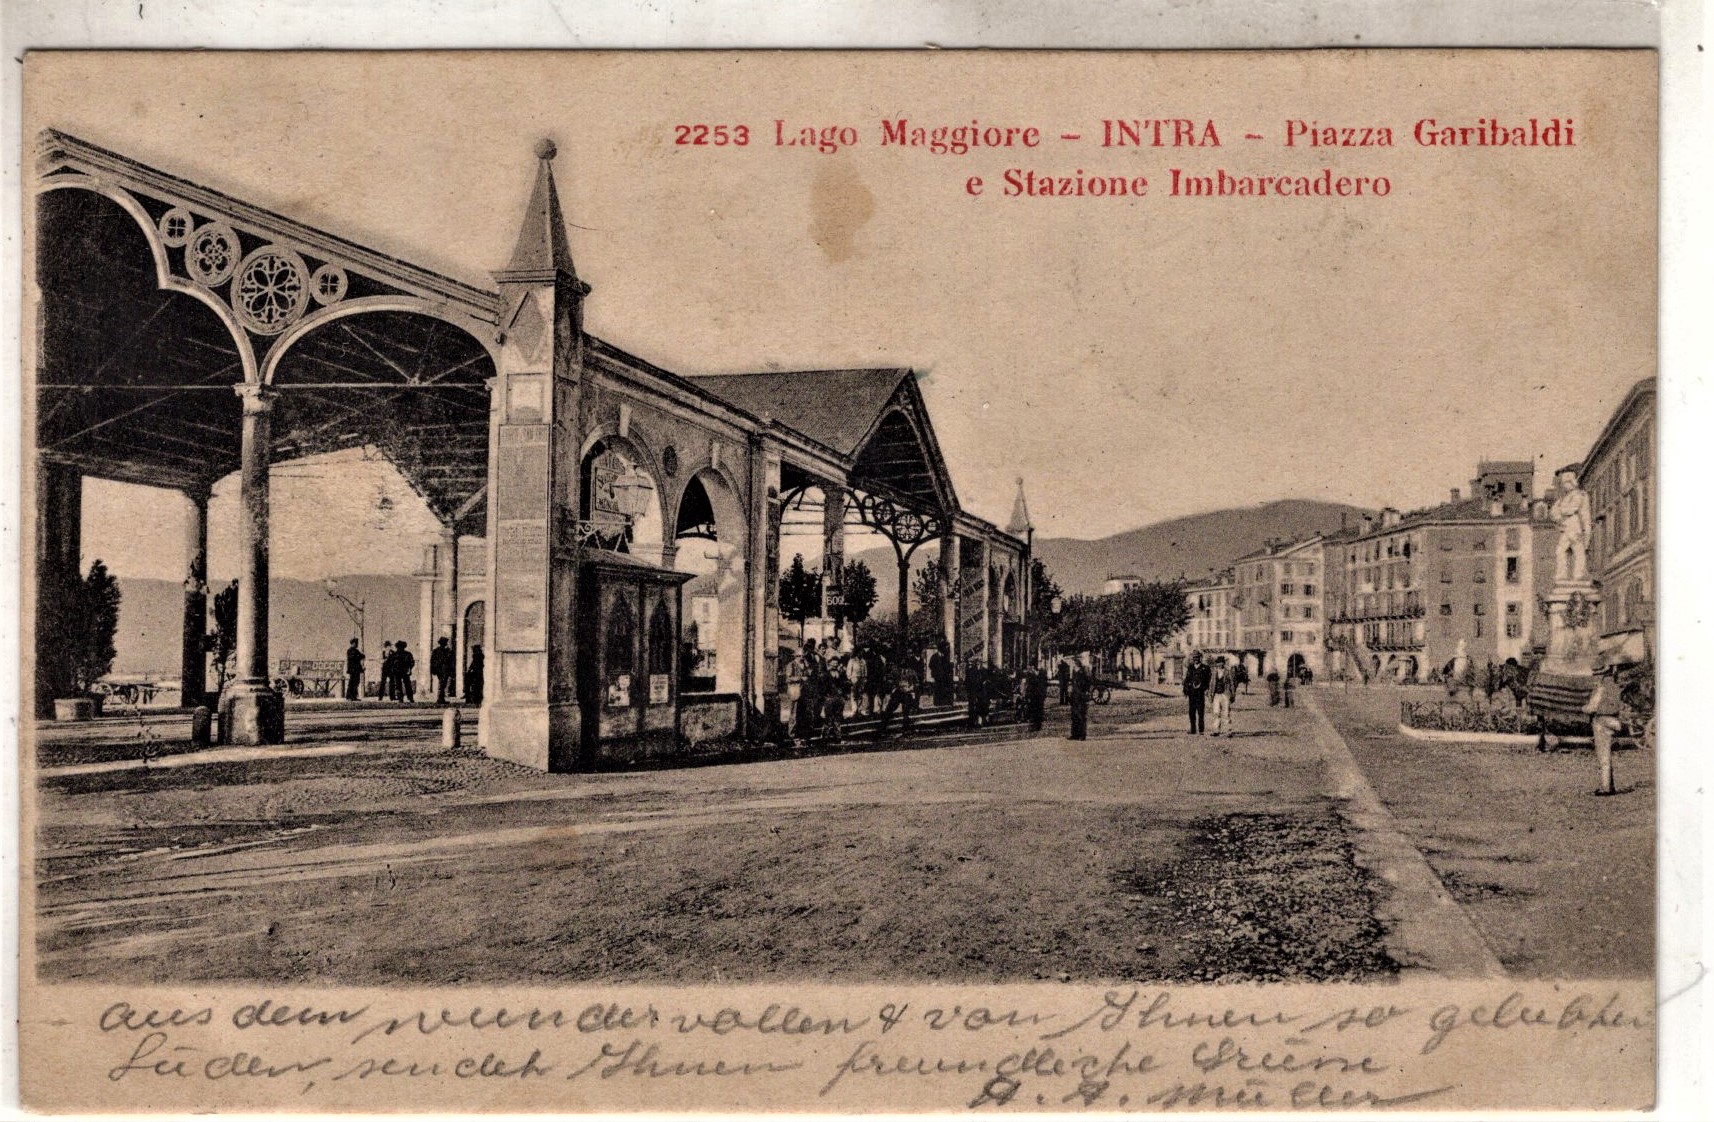 2253 Lago Maggiore – INTRA – Piazza Garibaldi
e Stazione Imbarcadero
DOCCIE
aus dem wundervollen & von Ihnen so geliebten
Süden, sendet Ihnen freundliche Grüsse
A. A. Müller